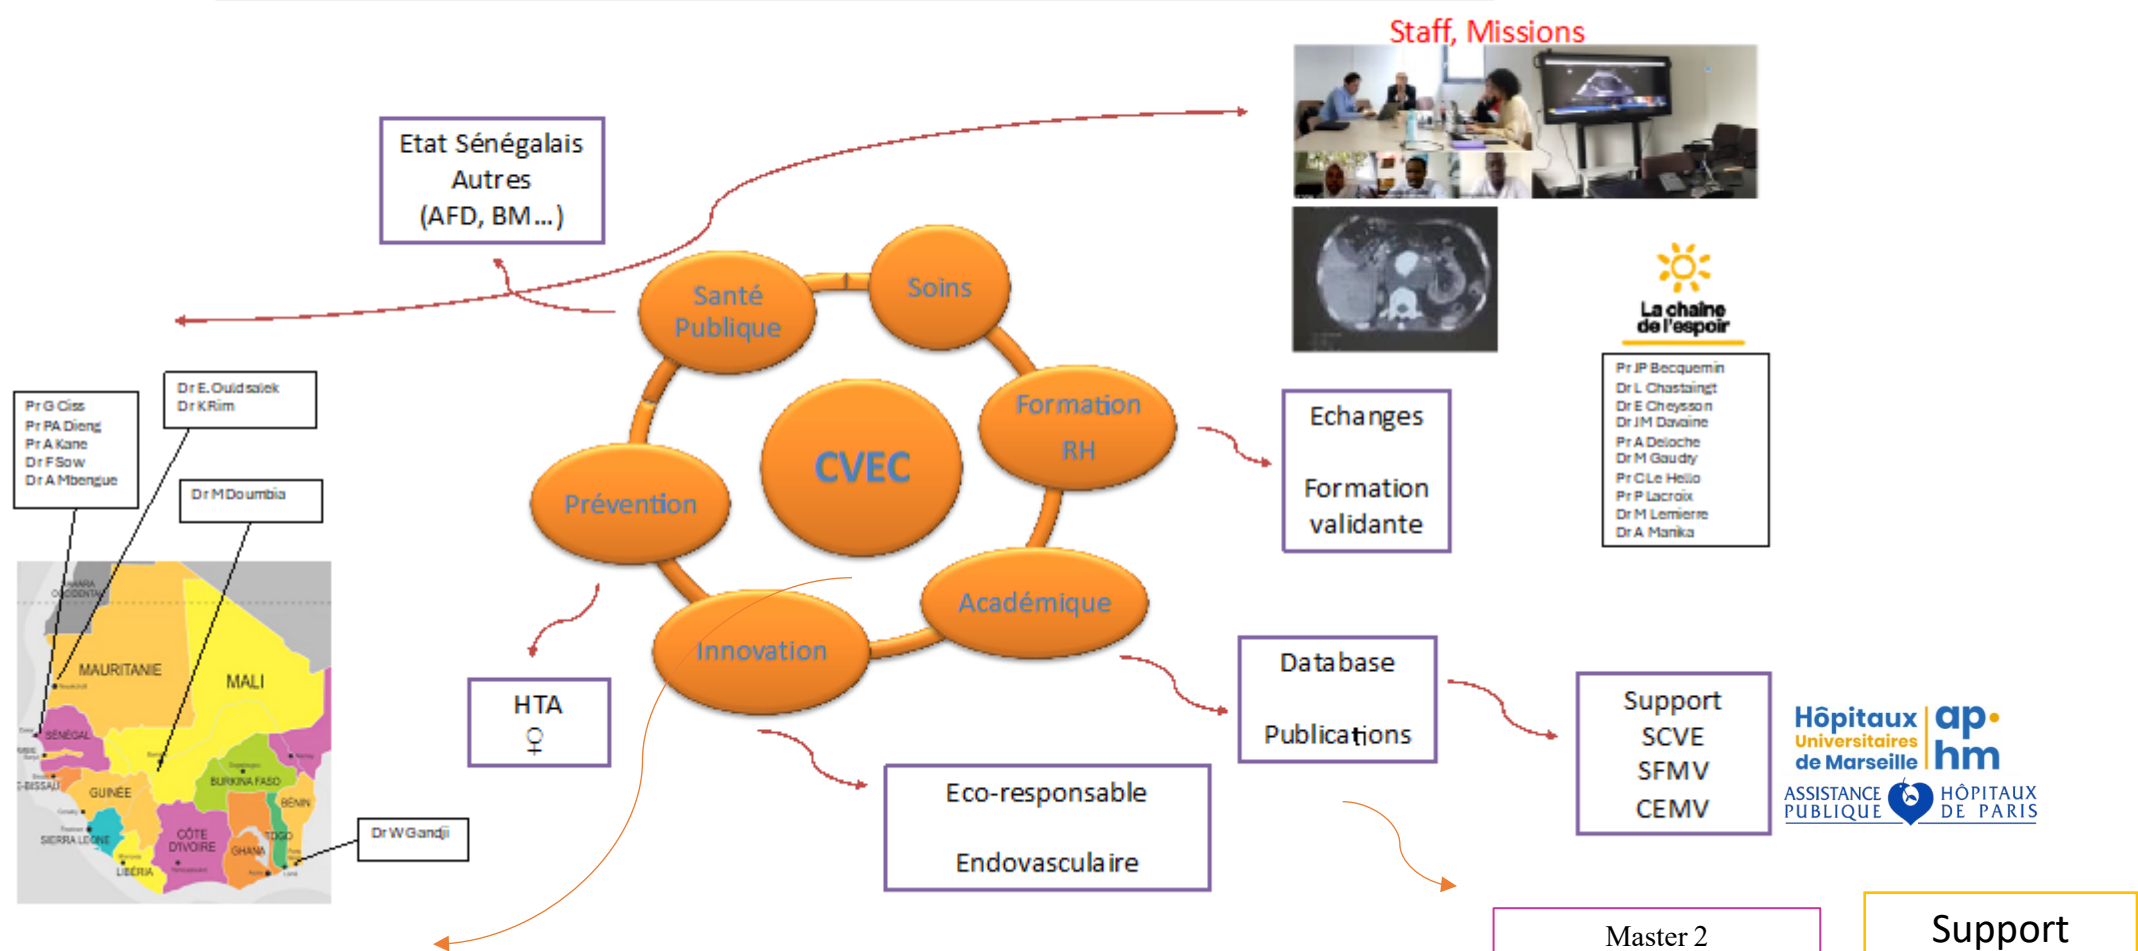 Staff, Missions
Etat Sénégalais
Autres
(AFD, BM...)
Santé
Publique
Soins
Formation
RH
Prévention
CVEC
Académique
Innovation
La chaîne
de l'espoir
Pr JP Becquemin
Dr L Chastaingt
Dr E Cheysson
Dr JM Davaine
Pr A Deloche
Dr M Gaudry
Pr C Le Hello
Pr P Lacroix
Dr M Lemierre
Dr A Manika
Echanges
Formation
validante
Dr E. Ouldsalek
Dr K Rim
Pr G Ciss
Pr PA Dieng
Pr A Kane
Dr F Sow
Dr A Mbengue
Dr M Doumbia
MAURITANIE
MALI
SÉNÉGAL
BURKINA FASO
GUINÉE
BÉNIN
SIERRA LEONE
CÔTE
D'IVOIRE
GHANA
TOGO
LIBÉRIA
Dr W Gandji
HTA
♀
Eco-responsable
Endovasculaire
Database
Publications
Support
SCVE
SFMV
CEMV
Hôpitaux
Universitaires
de Marseille
ap•
hm
ASSISTANCE
PUBLIQUE
HÔPITAUX
DE PARIS
Master 2
Support